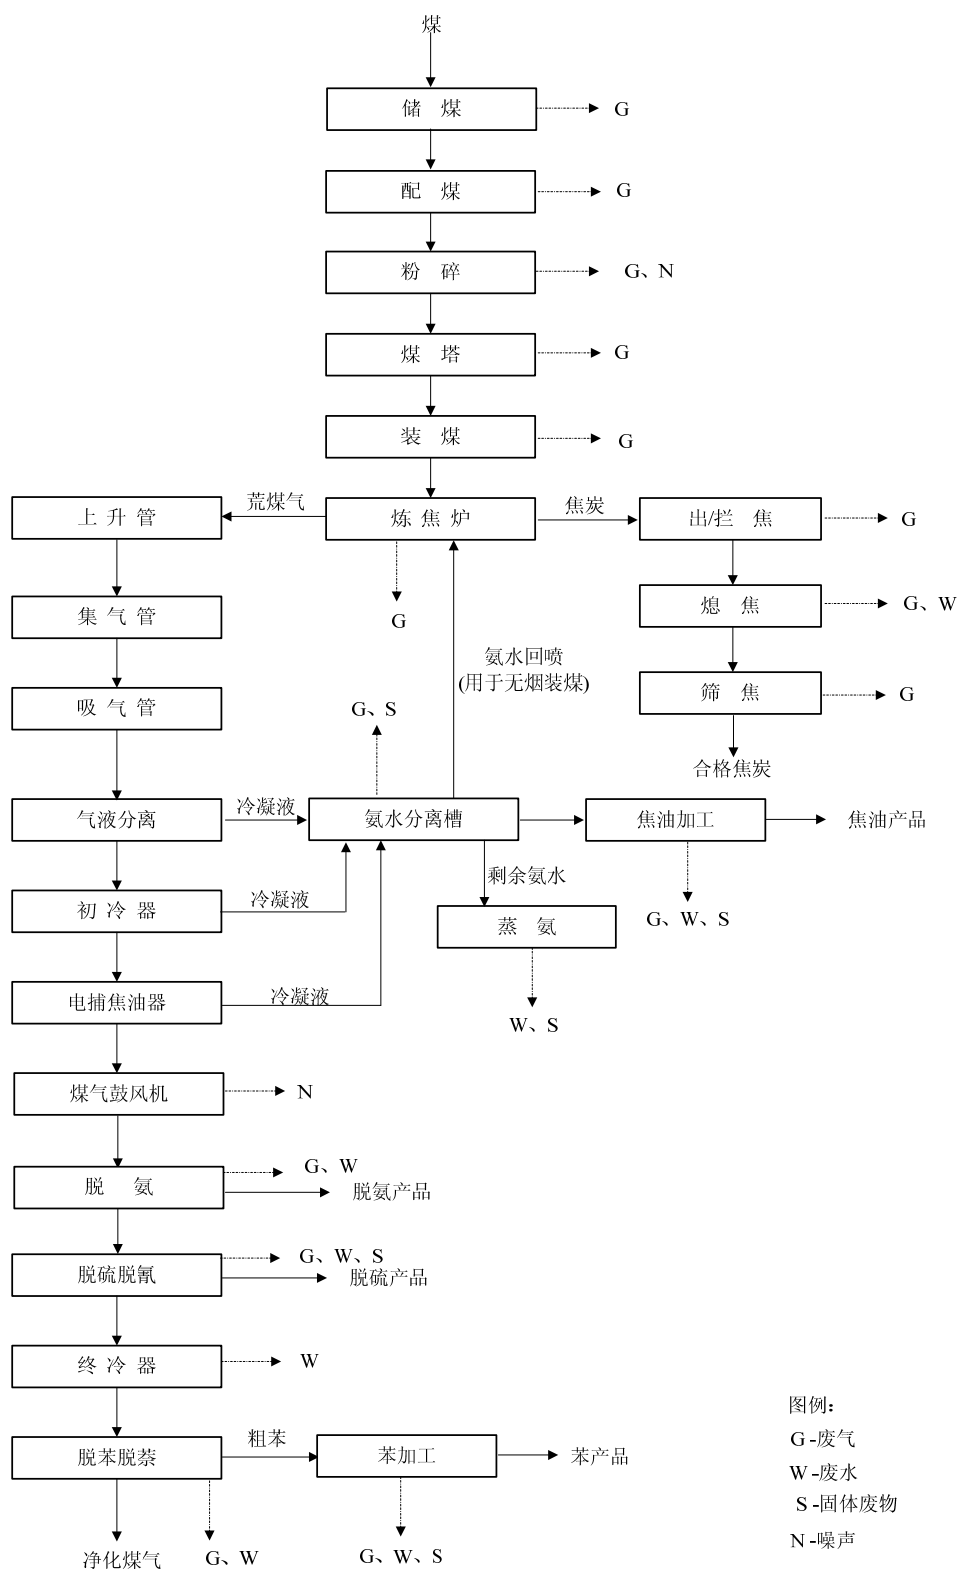 煤
储 煤
G
配 煤
G
粉 碎
G、N
煤 塔
G
装 煤
G
上 升 管
荒煤气
炼 焦 炉
焦炭
出/拦 焦
G
集 气 管
G
熄 焦
G、W
吸 气 管
氨水回喷
(用于无烟装煤)
筛 焦
G
G、S
合格焦炭
气液分离
冷凝液
氨水分离槽
焦油加工
焦油产品
剩余氨水
初 冷 器
冷凝液
蒸 氨
G、W、S
电捕焦油器
冷凝液
W、S
煤气鼓风机
N
脱 氨
G、W
脱氨产品
脱硫脱氰
G、W、S
脱硫产品
终 冷 器
W
脱苯脱萘
粗苯
苯加工
苯产品
净化煤气
G、W
G、W、S
图例：
G-废气
W-废水
S-固体废物
N-噪声